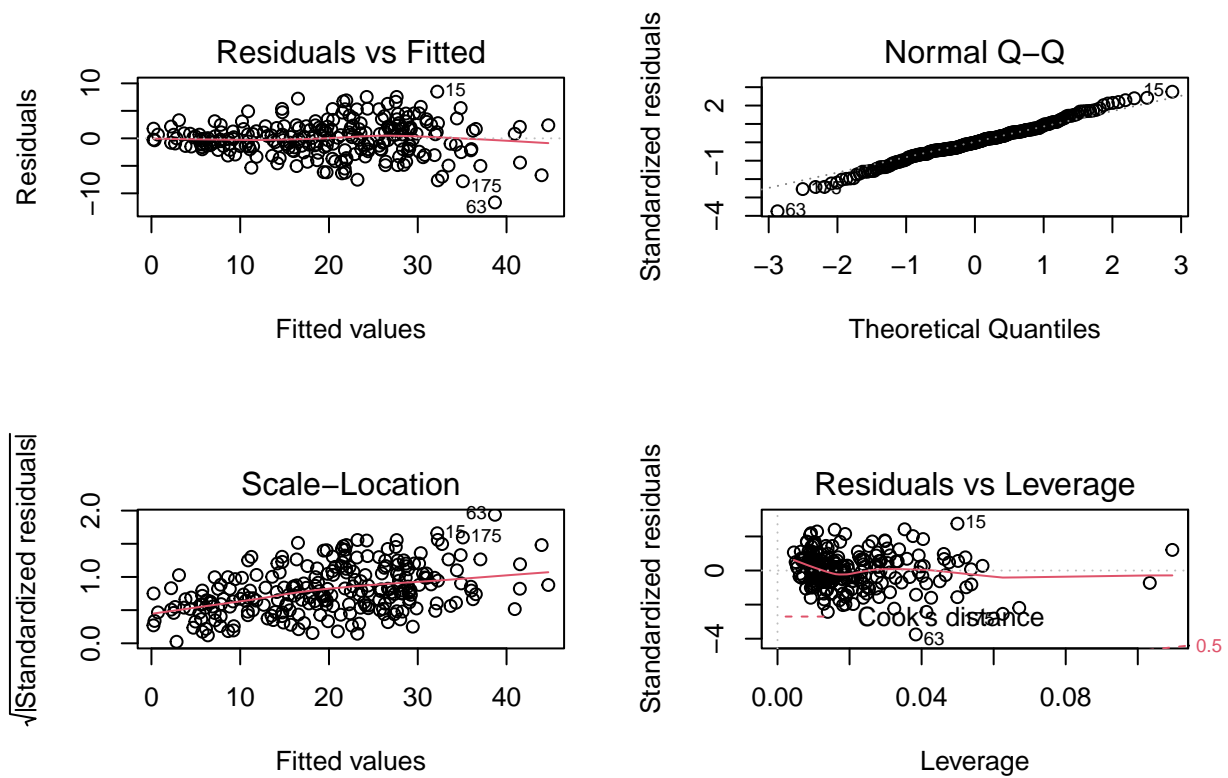 Residuals vs Fitted
Residuals
10
0
−10
15
175
63
0 10 20 30 40
Fitted values
Normal Q−Q
Standardized residuals
2
−1
−4
15
63
−3 −2 −1 0 1 2 3
Theoretical Quantiles
Scale−Location
√|Standardized residuals|
2.0
1.0
0.0
63
15
175
0 10 20 30 40
Fitted values
Residuals vs Leverage
Standardized residuals
0
−4
15
Cook's distance
63
0.5
0.00 0.04 0.08
Leverage